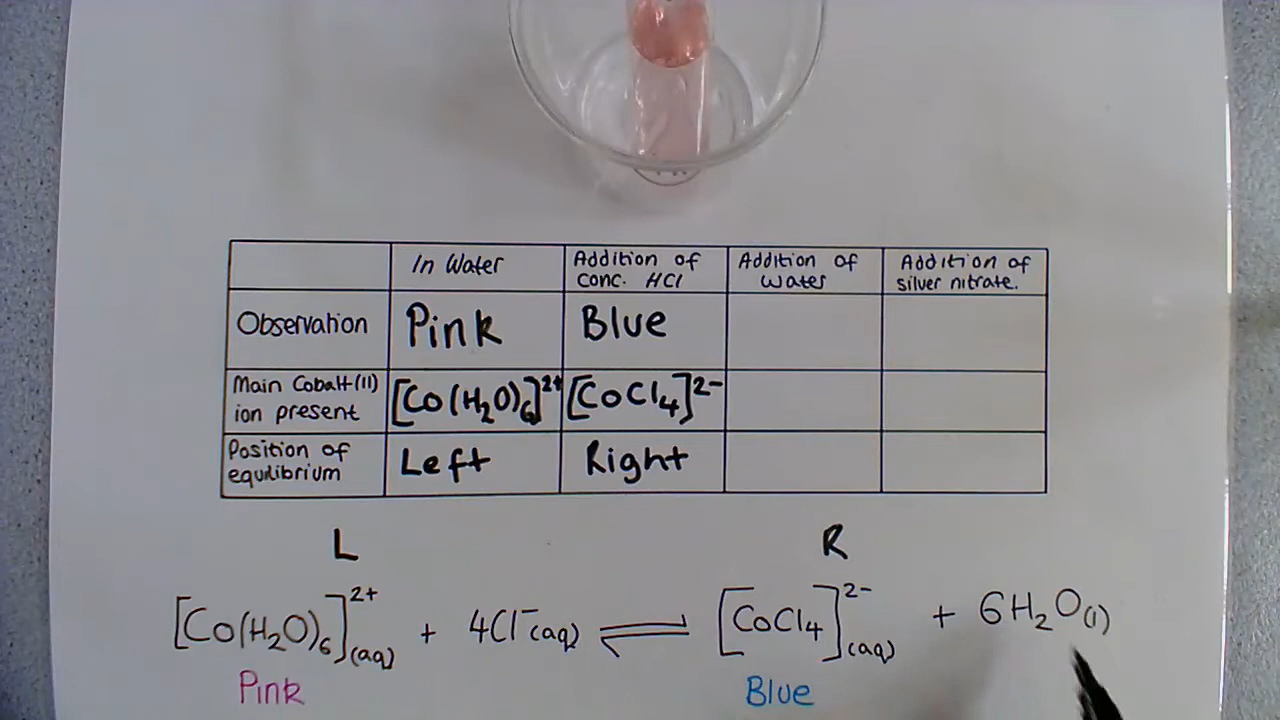 In Water
Addition of
conc. HCl
Addition of
water
Addition of
silver nitrate.
Observation
Pink
Blue
Main Cobalt(II)
ion present
[Co(H₂O)₆]²⁺
[CoCl₄]²⁻
Position of
equilibrium
Left
Right
L
R
[Co(H₂O)₆]²⁺(aq) + 4Cl⁻(aq) ⇌ [CoCl₄]²⁻(aq) + 6H₂O(l)
Pink
Blue